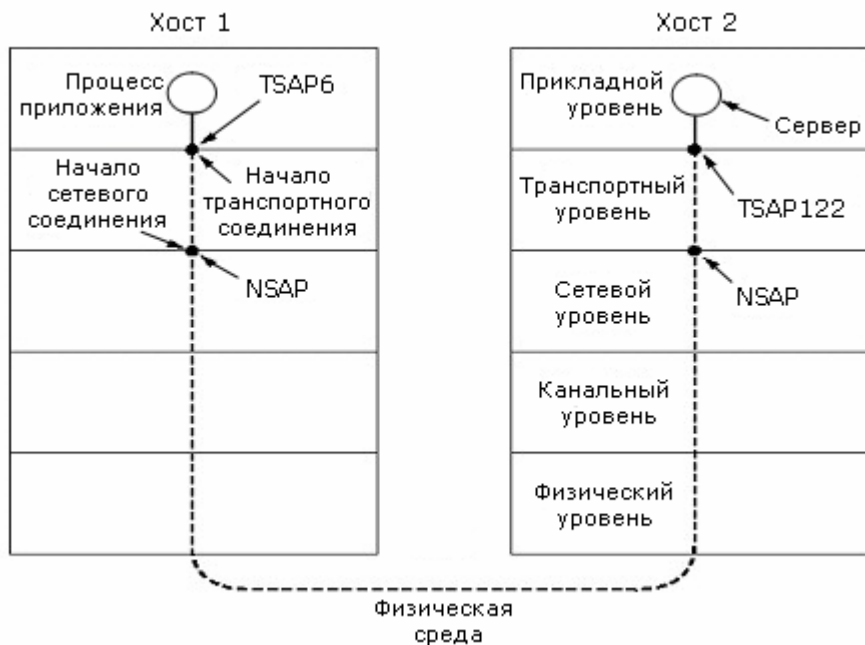 Хост 1
Хост 2
Процесс
приложения
TSAP6
Начало
сетевого
соединения
Начало
транспортного
соединения
NSAP
Прикладной
уровень
Сервер
Транспортный
уровень
TSAP122
Сетевой
уровень
NSAP
Канальный
уровень
Физический
уровень
Физическая
среда